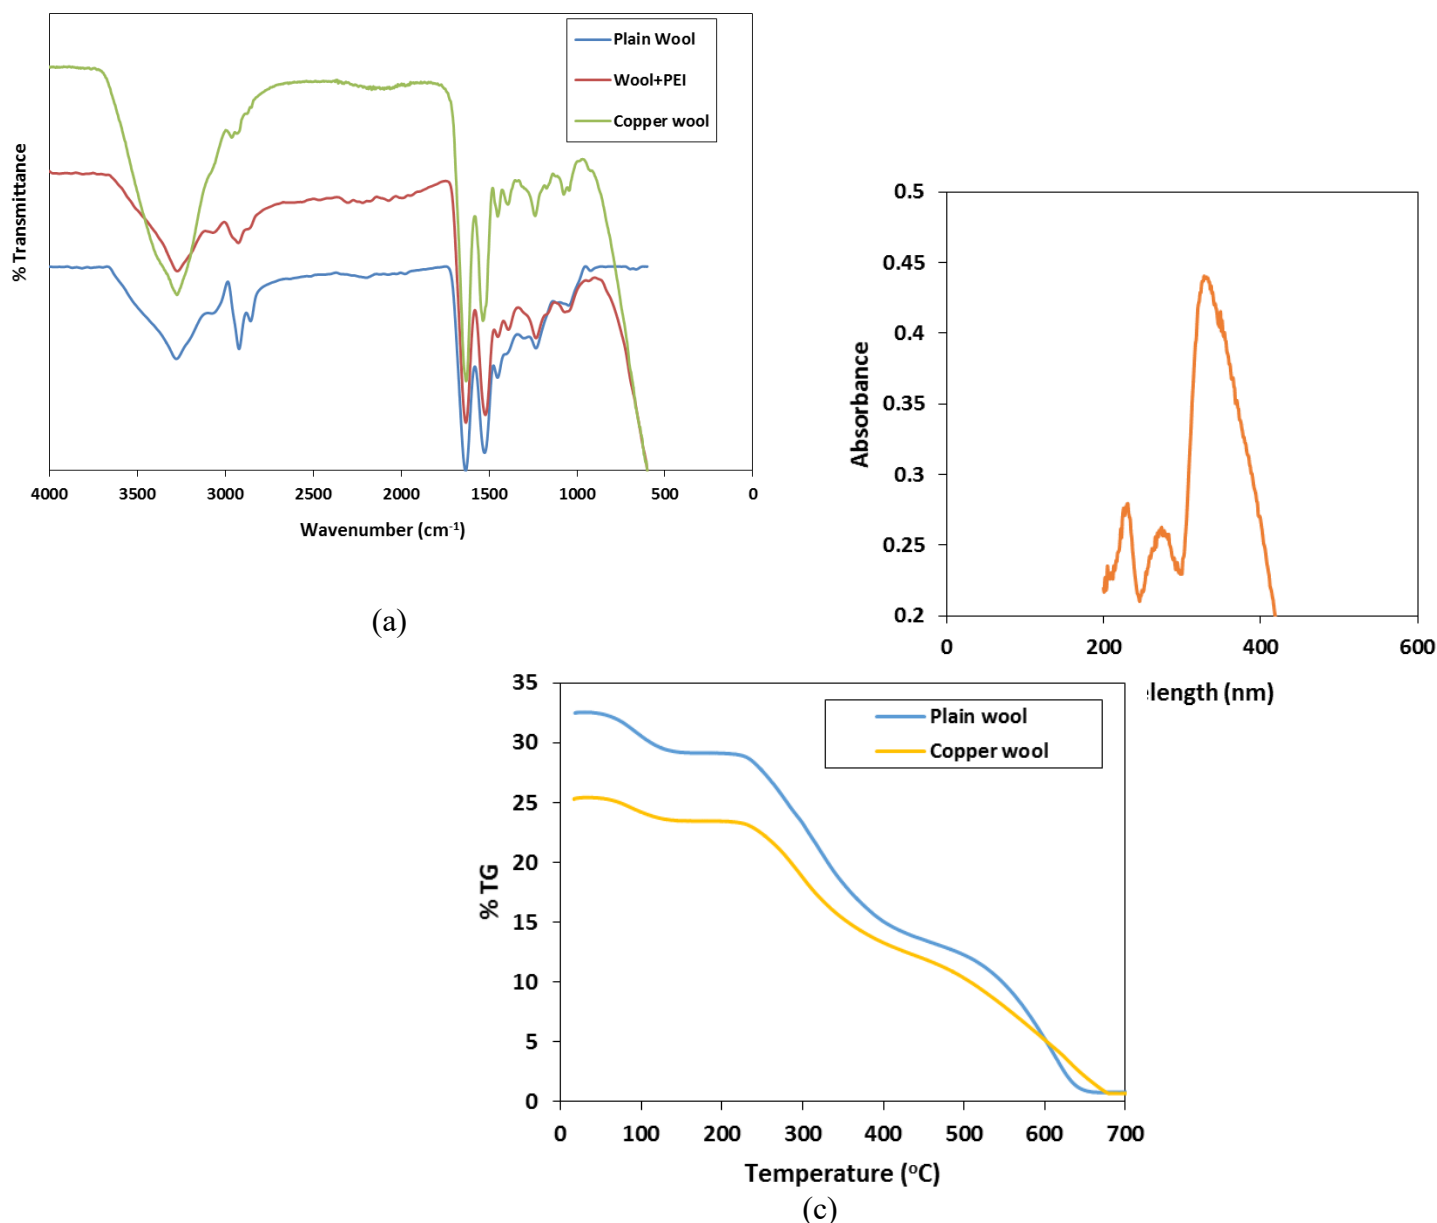 Plain Wool
Wool+PEI
Copper wool
% Transmittance
4000 3500 3000 2500 2000 1500 1000 500 0
Wavenumber (cm-1)
(a)
0.5
0.45
0.4
0.35
0.3
0.25
0.2
Absorbance
0 200 400 600
elength (nm)
35
30
25
20
15
10
5
0
% TG
Plain wool
Copper wool
0 100 200 300 400 500 600 700
Temperature (oC)
(c)